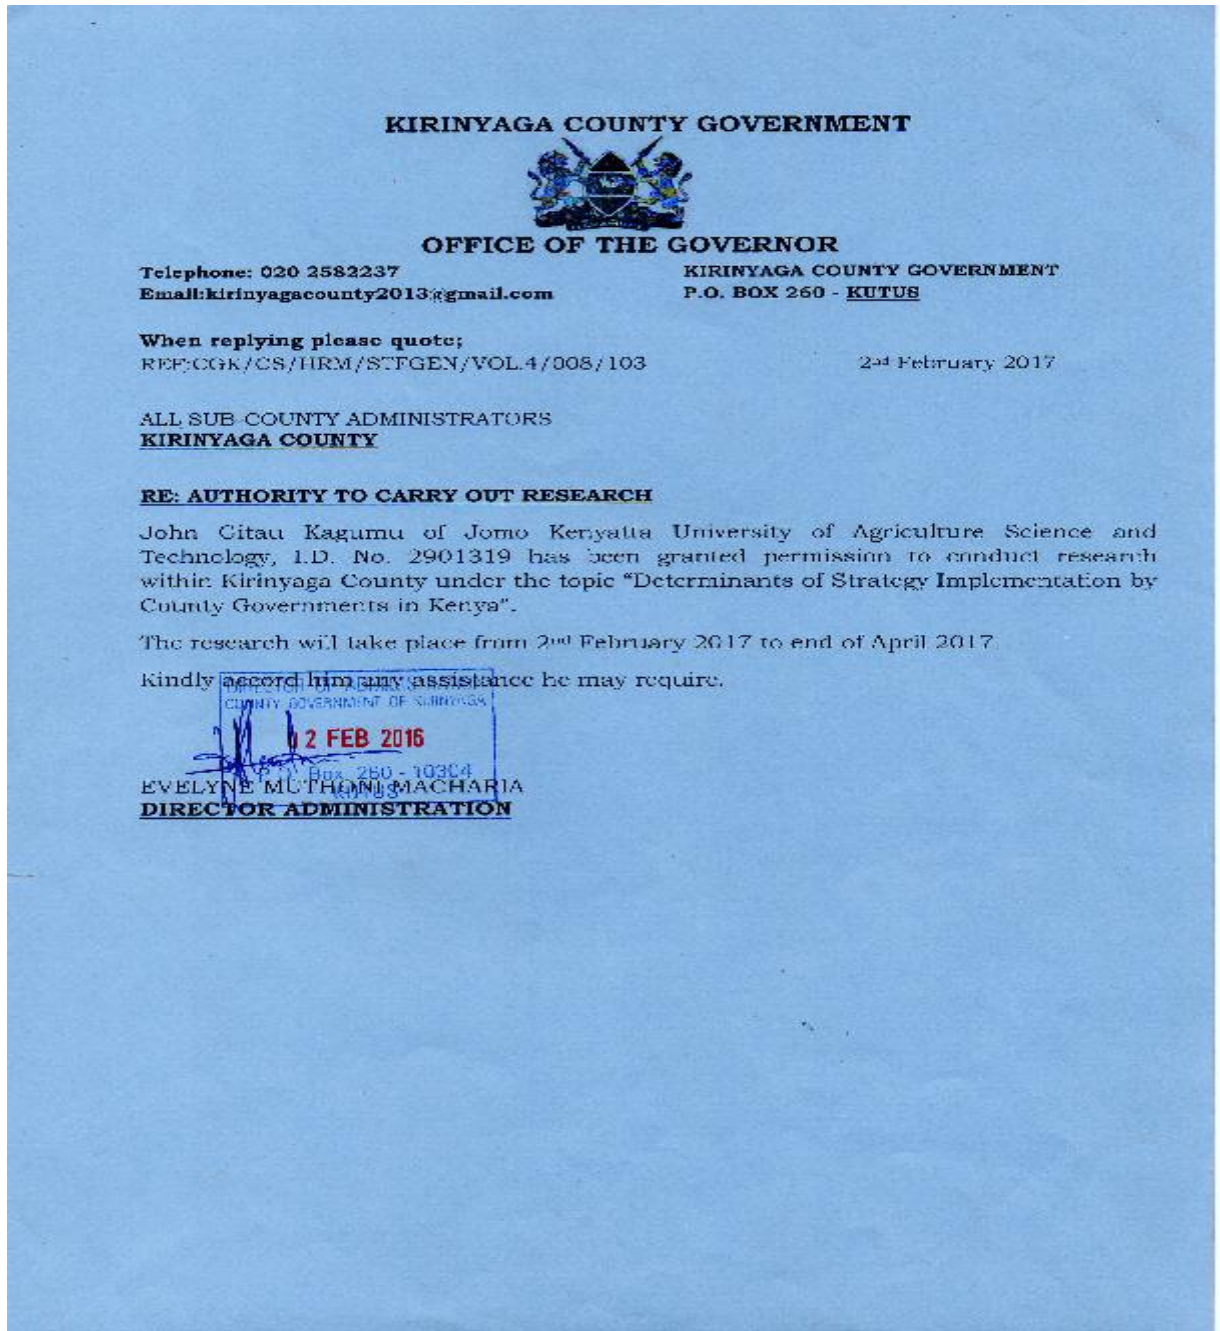 KIRINYAGA COUNTY GOVERNMENT
OFFICE OF THE GOVERNOR
Telephone: 020 2582237
Email:kirinyagacounty2013@gmail.com
KIRINYAGA COUNTY GOVERNMENT
P.O. BOX 260 - KUTUS
When replying please quote;
REF:CGK/CS/HRM/STFGEN/VOL.4/008/103
2nd February 2017
ALL SUB-COUNTY ADMINISTRATORS
KIRINYAGA COUNTY
RE: AUTHORITY TO CARRY OUT RESEARCH
John Gitau Kagumu of Jomo Kenyatta University of Agriculture Science and
Technology, I.D. No. 2901319 has been granted permission to conduct research
within Kirinyaga County under the topic “Determinants of Strategy Implementation by
County Governments in Kenya”.
The research will take place from 2nd February 2017 to end of April 2017.
Kindly accord him any assistance he may require.
DIRECTOR OF
COUNTY GOVERNMENT OF KIRINYAGA
2 FEB 2016
P.O. Box 260 - 10304
KUTUS
EVELYNE MUTHONI MACHARIA
DIRECTOR ADMINISTRATION